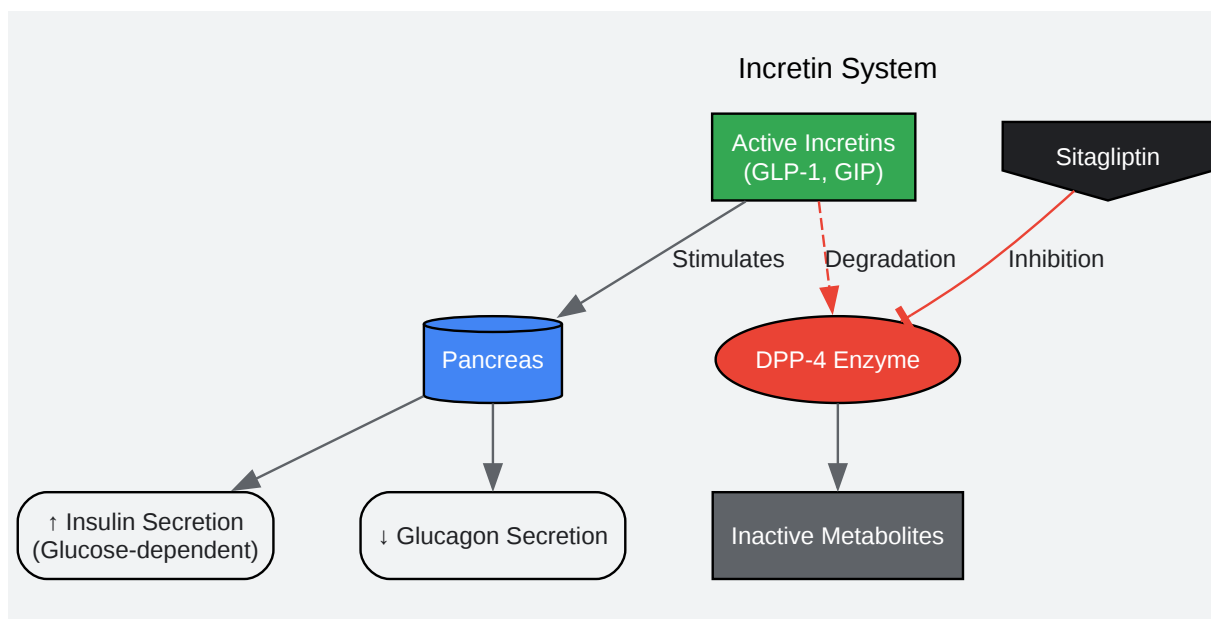 Incretin System
Active Incretins
(GLP-1, GIP)
Sitagliptin
Stimulates
Degradation
Inhibition
Pancreas
DPP-4 Enzyme
↑ Insulin Secretion
(Glucose-dependent)
↓ Glucagon Secretion
Inactive Metabolites